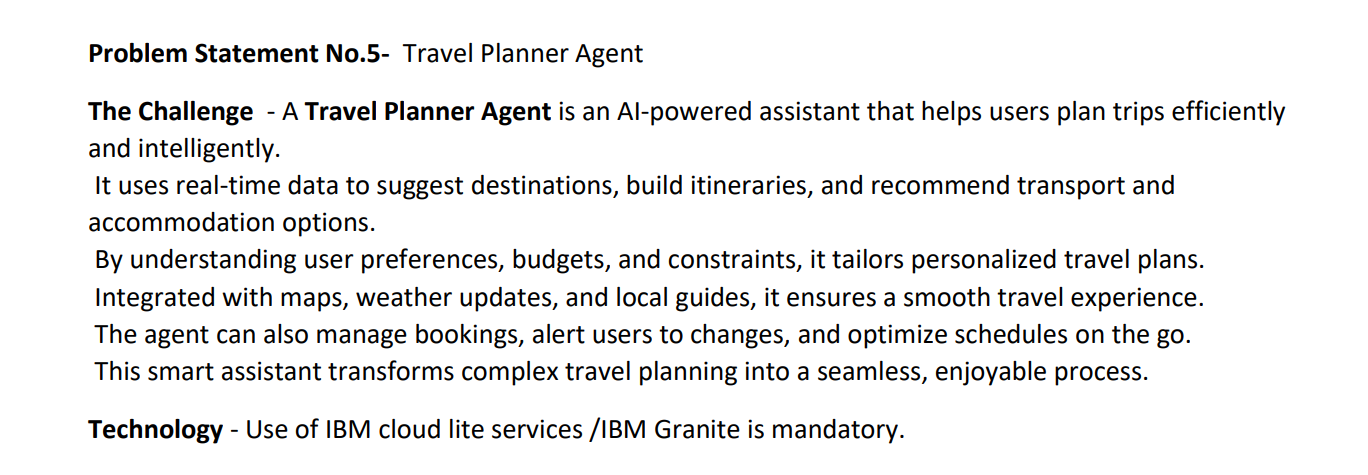 Problem Statement No.5-  Travel Planner Agent
The Challenge  - A Travel Planner Agent is an AI-powered assistant that helps users plan trips efficiently
and intelligently.
It uses real-time data to suggest destinations, build itineraries, and recommend transport and
accommodation options.
By understanding user preferences, budgets, and constraints, it tailors personalized travel plans.
Integrated with maps, weather updates, and local guides, it ensures a smooth travel experience.
The agent can also manage bookings, alert users to changes, and optimize schedules on the go.
This smart assistant transforms complex travel planning into a seamless, enjoyable process.
Technology - Use of IBM cloud lite services /IBM Granite is mandatory.